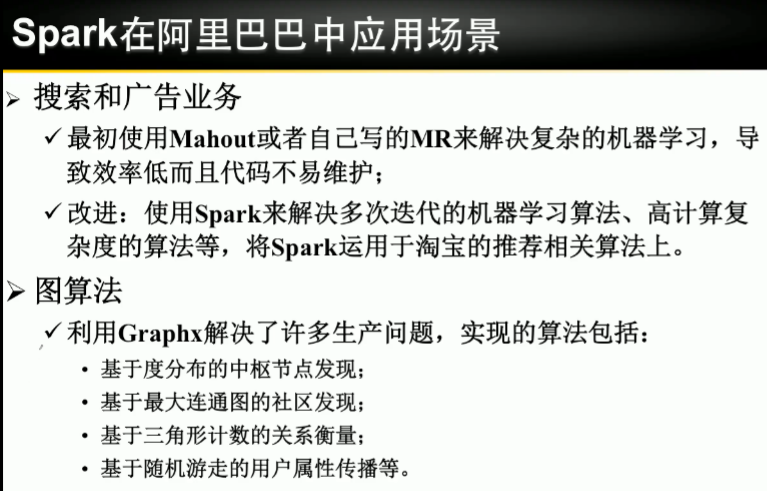 Spark在阿里巴巴中应用场景
➢ 搜索和广告业务
✓ 最初使用Mahout或者自己写的MR来解决复杂的机器学习，导
致效率低而且代码不易维护；
✓ 改进：使用Spark来解决多次迭代的机器学习算法、高计算复
杂度的算法等，将Spark运用于淘宝的推荐相关算法上。
➢ 图算法
✓ 利用Graphx解决了许多生产问题，实现的算法包括：
• 基于度分布的中枢节点发现；
• 基于最大连通图的社区发现；
• 基于三角形计数的关系衡量；
• 基于随机游走的用户属性传播等。